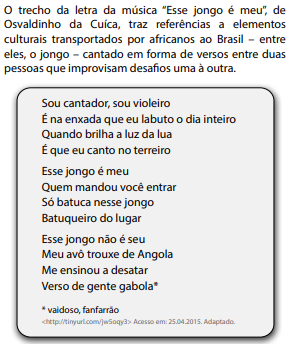 O trecho da letra da música “Esse jongo é meu”, de
Osvaldinho da Cuíca, traz referências a elementos
culturais transportados por africanos ao Brasil – entre
eles, o jongo – cantado em forma de versos entre duas
pessoas que improvisam desafios uma à outra.
Sou cantador, sou violeiro
É na enxada que eu labuto o dia inteiro
Quando brilha a luz da lua
É que eu canto no terreiro
Esse jongo é meu
Quem mandou você entrar
Só batuca nesse jongo
Batuqueiro do lugar
Esse jongo não é seu
Meu avô trouxe de Angola
Me ensinou a desatar
Verso de gente gabola*
* vaidoso, fanfarrão
<http://tinyurl.com/jw5oqy3> Acesso em: 25.04.2015. Adaptado.